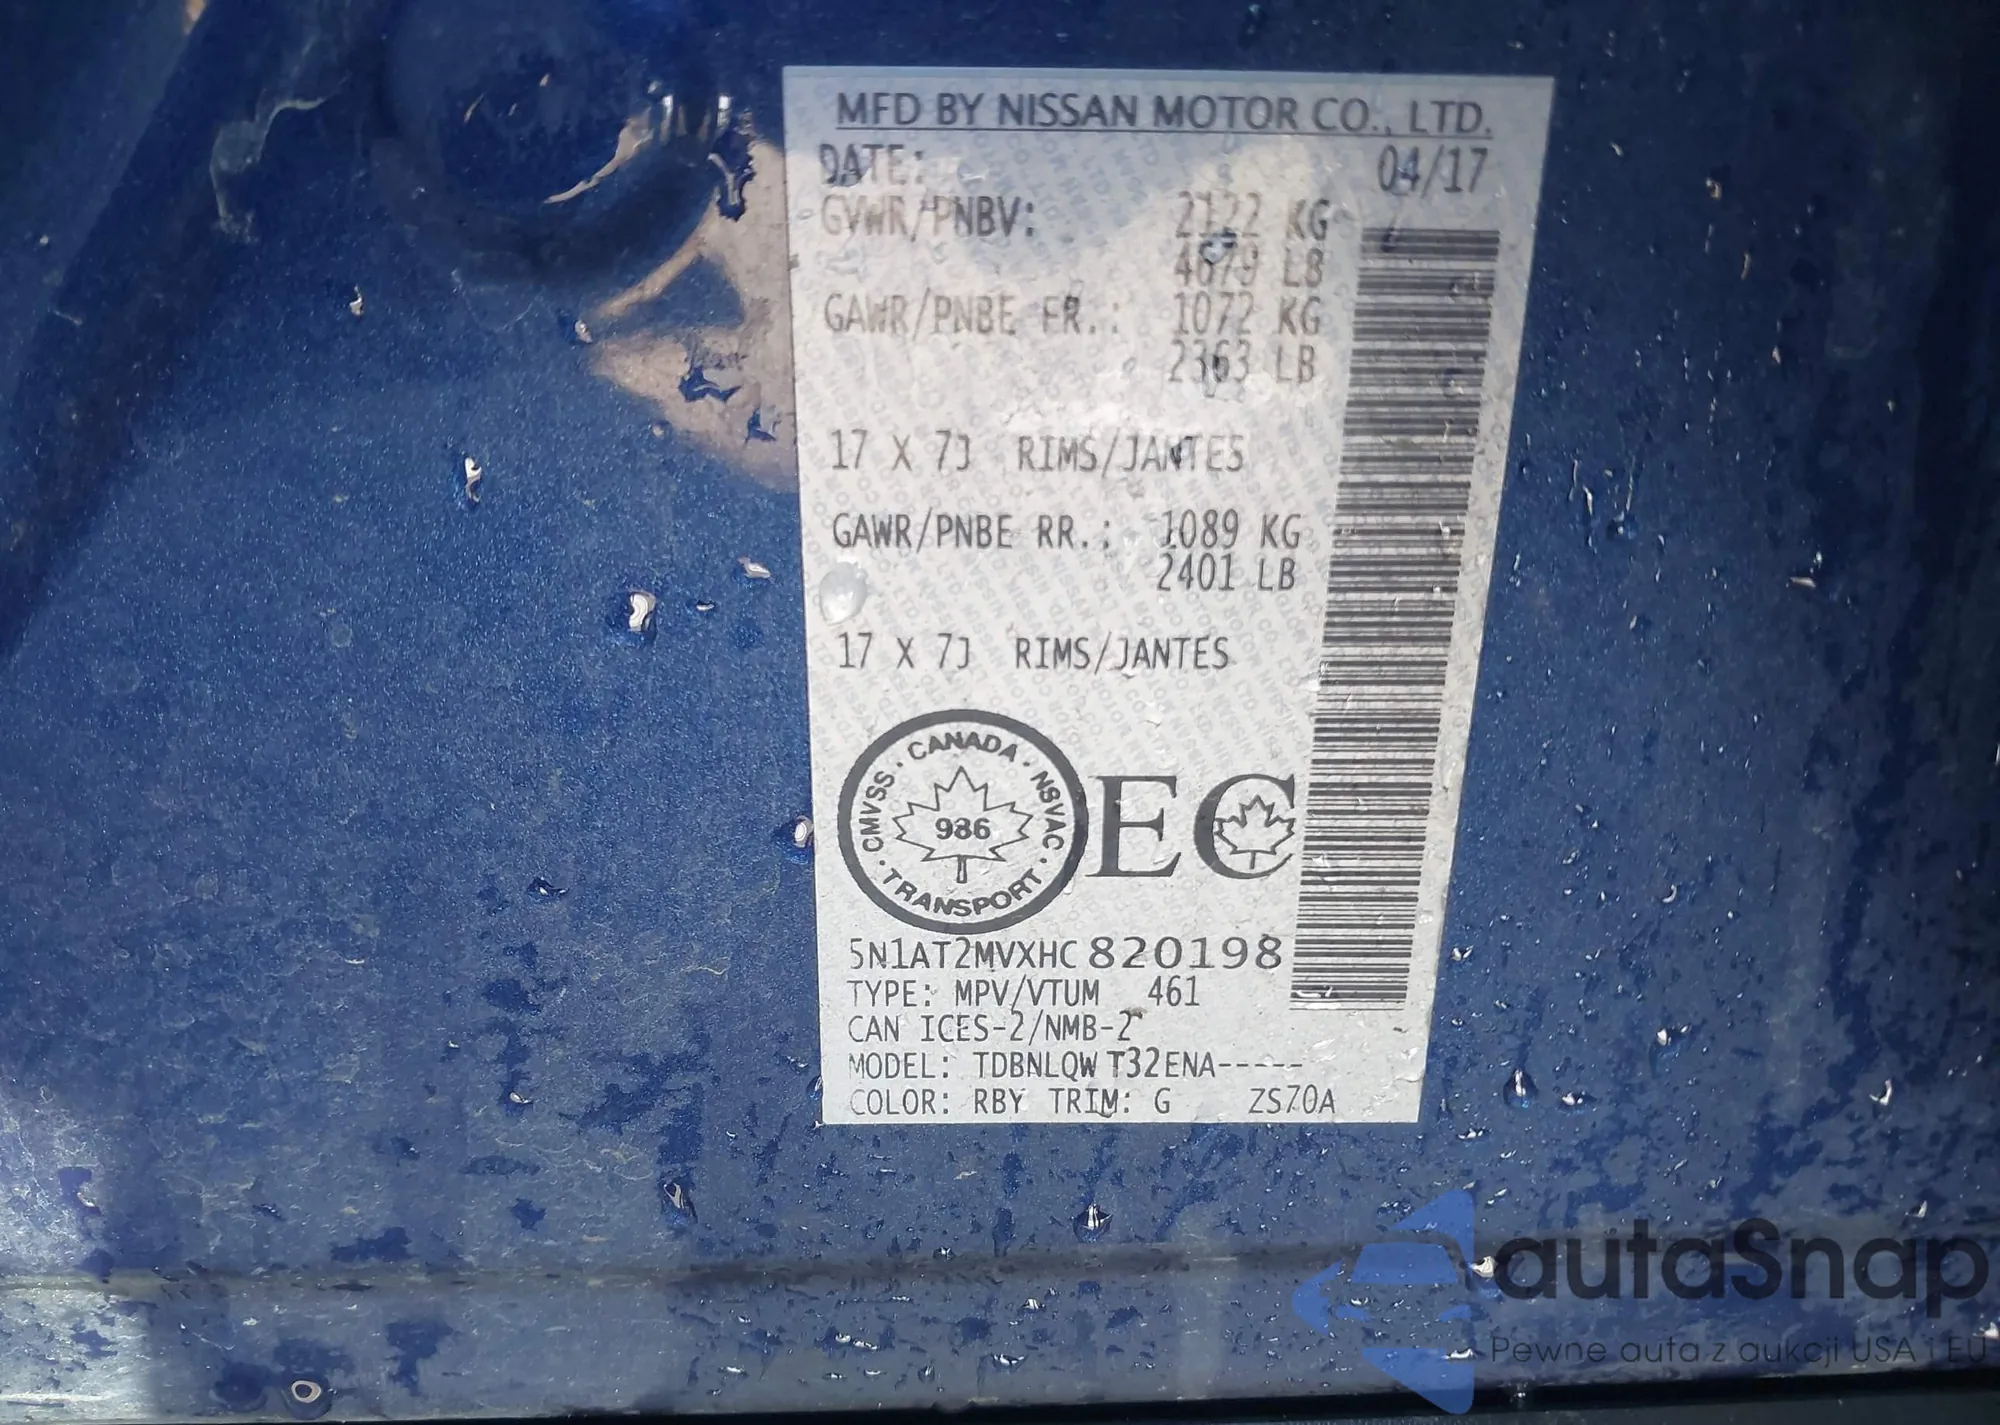 MFD BY NISSAN MOTOR CO., LTD.
DATE: 04/17
GVWR/PNBV: 2122 KG
4679 LB
GAWR/PNBE FR.: 1072 KG
2363 LB
17 X 7J RIMS/JANTES
GAWR/PNBE RR.: 1089 KG
2401 LB
17 X 7J RIMS/JANTES
CANADA · NSVAC · TRANSPORT · CMVSS ·
986
EC
5N1AT2MVXHC820198
TYPE: MPV/VTUM 461
CAN ICES-2/NMB-2
MODEL: TDBNLQW T32ENA-----
COLOR: RBY TRIM: G ZS70A
autaSnap
Pewne auta z aukcji USA i EU